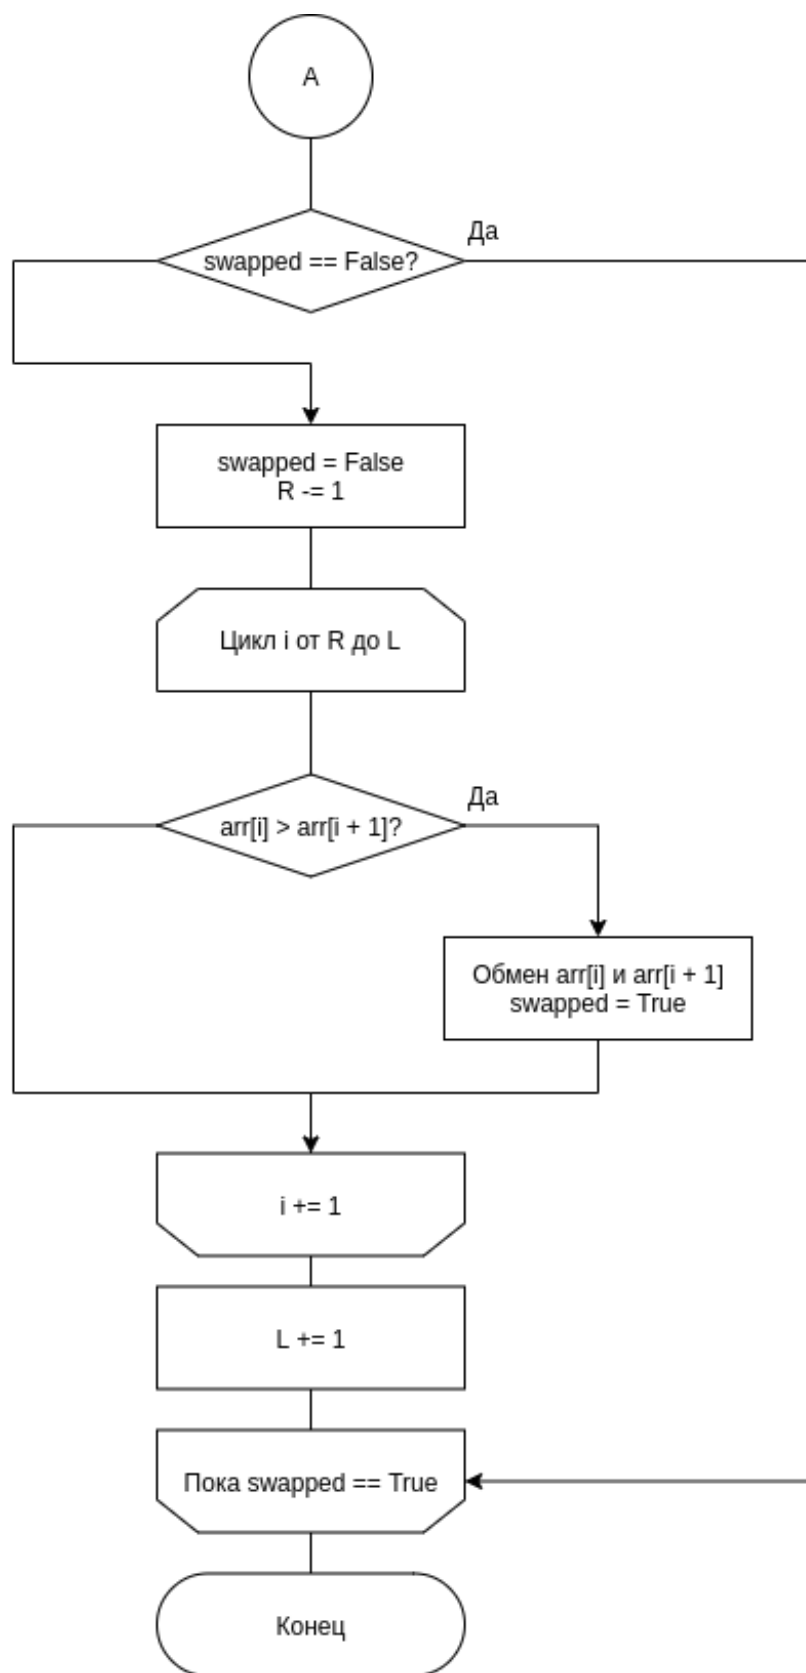 A
Да
swapped == False?
swapped = False
R -= 1
Цикл i от R до L
Да
arr[i] > arr[i + 1]?
Обмен arr[i] и arr[i + 1]
swapped = True
i += 1
L += 1
Пока swapped == True
Конец